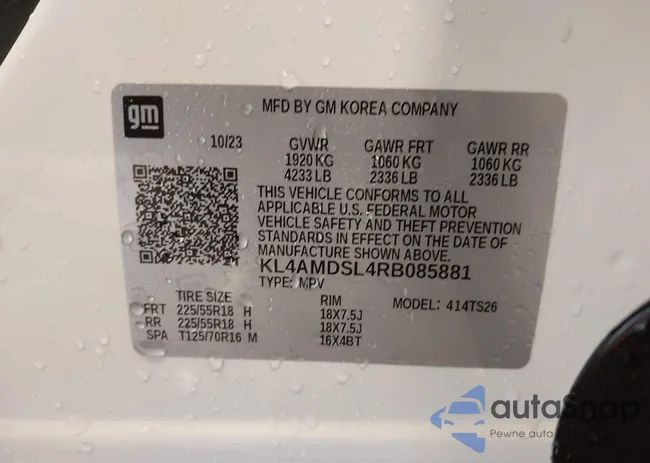 gm
MFD BY GM KOREA COMPANY
10/23 GVWR GAWR FRT GAWR RR
1920 KG 1060 KG 1060 KG
4233 LB 2336 LB 2336 LB
THIS VEHICLE CONFORMS TO ALL
APPLICABLE U.S. FEDERAL MOTOR
VEHICLE SAFETY AND THEFT PREVENTION
STANDARDS IN EFFECT ON THE DATE OF
MANUFACTURE SHOWN ABOVE.
KL4AMDSL4RB085881
TYPE: MPV
TIRE SIZE RIM MODEL: 414TS26
FRT 225/55R18 H 18X7.5J
RR 225/55R18 H 18X7.5J
SPA T125/70R16 M 16X4BT
autaSnap
Pewne auta